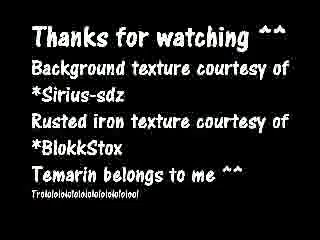 Thanks for watching ^^
Background texture courtesy of
*Sirius-sdz
Rusted iron texture courtesy of
*BlokkStox
Temarin belongs to me ^^